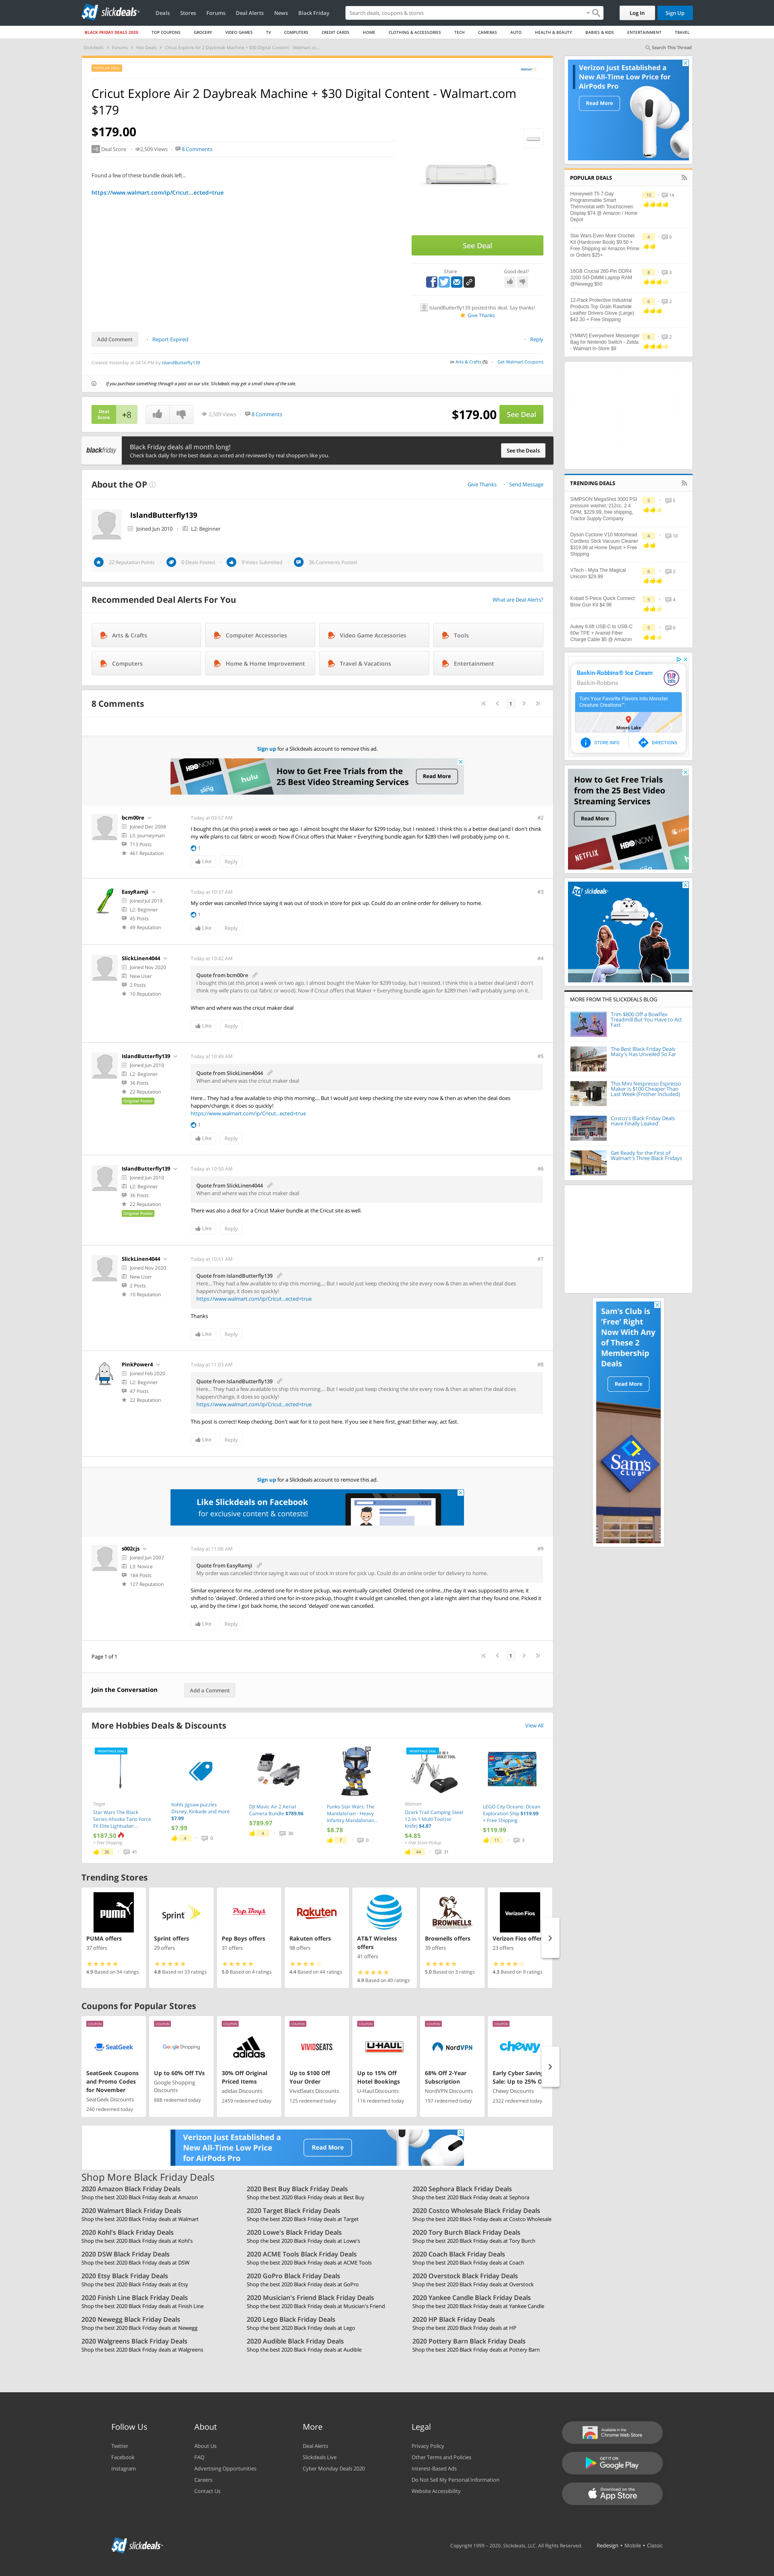 slickdeals
Deals Stores Forums Deal Alerts News Black Friday
Search deals, coupons & stores
Log In Sign Up
BLACK FRIDAY DEALS 2020 TOP COUPONS GROCERY VIDEO GAMES TV COMPUTERS CREDIT CARDS HOME CLOTHING & ACCESSORIES TECH CAMERAS AUTO HEALTH & BEAUTY BABIES & KIDS ENTERTAINMENT TRAVEL
Slickdeals Forums Hot Deals Cricut Explore Air 2 Daybreak Machine + $30 Digital Content - Walmart.co...
Search This Thread
Walmart
Cricut Explore Air 2 Daybreak Machine + $30 Digital Content - Walmart.com
$179
$179.00
+8 Deal Score 2,509 Views 8 Comments
Found a few of these bundle deals left...
https://www.walmart.com/ip/Cricut...ected=true
See Deal
Share Good deal?
IslandButterfly139 posted this deal. Say thanks!
Give Thanks
Add Comment Report Expired Reply
Created Yesterday at 04:16 PM by IslandButterfly139
in Arts & Crafts (5) Get Walmart Coupons
If you purchase something through a post on our site, Slickdeals may get a small share of the sale.
Deal Score +8 2,509 Views 8 Comments $179.00 See Deal
blackfriday
Black Friday deals all month long!
Check back daily for the best deals as voted and reviewed by real shoppers like you.
See the Deals
About the OP Give Thanks Send Message
IslandButterfly139
Joined Jun 2010 L2: Beginner
22 Reputation Points 0 Deals Posted 0 Votes Submitted 36 Comments Posted
Recommended Deal Alerts For You What are Deal Alerts?
Arts & Crafts Computer Accessories Video Game Accessories Tools
Computers Home & Home Improvement Travel & Vacations Entertainment
8 Comments 1
Sign up for a Slickdeals account to remove this ad.
HBONOW hulu sling
How to Get Free Trials from the
25 Best Video Streaming Services
Read More
bcm00re Today at 03:57 AM #2
Joined Dec 2008
L5: Journeyman
713 Posts
461 Reputation
I bought this (at this price) a week or two ago. I almost bought the Maker for $299 today, but I resisted. I think this is a better deal (and I don't think my wife plans to cut fabric or wood). Now if Cricut offers that Maker + Everything bundle again for $289 then I will probably jump on it.
1
Like Reply
EasyRamji Today at 10:37 AM #3
Joined Jul 2019
L2: Beginner
45 Posts
49 Reputation
My order was cancelled thrice saying it was out of stock in store for pick up. Could do an online order for delivery to home.
1
Like Reply
SlickLinen4044 Today at 10:42 AM #4
Joined Nov 2020
New User
2 Posts
10 Reputation
Quote from bcm00re
I bought this (at this price) a week or two ago. I almost bought the Maker for $299 today, but I resisted. I think this is a better deal (and I don't think my wife plans to cut fabric or wood). Now if Cricut offers that Maker + Everything bundle again for $289 then I will probably jump on it.
When and where was the cricut maker deal
Like Reply
IslandButterfly139 Today at 10:49 AM #5
Joined Jun 2010
L2: Beginner
36 Posts
22 Reputation
Original Poster
Quote from SlickLinen4044
When and where was the cricut maker deal
Here... They had a few available to ship this morning.... But I would just keep checking the site every now & then as when the deal does happen/change, it does so quickly!
https://www.walmart.com/ip/Cricut...ected=true
1
Like Reply
IslandButterfly139 Today at 10:50 AM #6
Joined Jun 2010
L2: Beginner
36 Posts
22 Reputation
Original Poster
Quote from SlickLinen4044
When and where was the cricut maker deal
There was also a deal for a Cricut Maker bundle at the Cricut site as well.
Like Reply
SlickLinen4044 Today at 10:51 AM #7
Joined Nov 2020
New User
2 Posts
10 Reputation
Quote from IslandButterfly139
Here... They had a few available to ship this morning.... But I would just keep checking the site every now & then as when the deal does happen/change, it does so quickly!
https://www.walmart.com/ip/Cricut...ected=true
Thanks
Like Reply
PinkPower4 Today at 11:03 AM #8
Joined Feb 2020
L2: Beginner
47 Posts
22 Reputation
Quote from IslandButterfly139
Here... They had a few available to ship this morning.... But I would just keep checking the site every now & then as when the deal does happen/change, it does so quickly!
https://www.walmart.com/ip/Cricut...ected=true
This post is correct! Keep checking. Don't wait for it to post here. If you see it here first, great! Either way, act fast.
Like Reply
Sign up for a Slickdeals account to remove this ad.
Like Slickdeals on Facebook
for exclusive content & contests!
s002cjs Today at 11:06 AM #9
Joined Jun 2007
L3: Novice
184 Posts
127 Reputation
Quote from EasyRamji
My order was cancelled thrice saying it was out of stock in store for pick up. Could do an online order for delivery to home.
Similar experience for me...ordered one for in-store pickup, was eventually cancelled. Ordered one online...the day it was supposed to arrive, it shifted to 'delayed'. Ordered a third one for in-store pickup, thought it would get cancelled, then got a late night alert that they found one. Picked it up, and by the time I got back home, the second 'delayed' one was cancelled.
Like Reply
Page 1 of 1 1
Join the Conversation Add a Comment
More Hobbies Deals & Discounts View All
Target
Star Wars The Black Series Ahsoka Tano Force FX Elite Lightsaber...
$187.50
+ Free Shipping
36 41
Kohls jigsaw puzzles Disney, Kinkade and more $7.99
$7.99
4 0
DJI Mavic Air 2 Aerial Camera Bundle $789.96
$789.97
4 30
Funko Star Wars: The Mandalorian - Heavy Infantry Mandalorian...
$8.78
7 0
Walmart
Ozark Trail Camping Steel 12-in-1 Multi Tool (w/ knife) $4.87
$4.85
+ Free Store Pickup
44 31
LEGO City Oceans: Ocean Exploration Ship $119.99 + Free Shipping
$119.99
11 3
Trending Stores
PUMA offers
37 offers
4.9 Based on 34 ratings
Sprint offers
29 offers
4.8 Based on 33 ratings
Pep Boys offers
31 offers
5.0 Based on 4 ratings
Rakuten offers
98 offers
4.4 Based on 44 ratings
AT&T Wireless offers
41 offers
4.9 Based on 40 ratings
Brownells offers
39 offers
5.0 Based on 3 ratings
Verizon Fios offers
23 offers
4.3 Based on 9 ratings
Coupons for Popular Stores
SeatGeek
SeatGeek Coupons and Promo Codes for November
SeatGeek Discounts
240 redeemed today
Google Shopping
Up to 60% Off TVs
Google Shopping Discounts
888 redeemed today
adidas
30% Off Original Priced Items
adidas Discounts
2459 redeemed today
VIVIDSEATS
Up to $100 Off Your Order
VividSeats Discounts
125 redeemed today
U-HAUL
Up to 15% Off Hotel Bookings
U-Haul Discounts
116 redeemed today
NordVPN
68% Off 2-Year Subscription
NordVPN Discounts
197 redeemed today
chewy
Early Cyber Saving Sale: Up to 25% O
Chewy Discounts
2322 redeemed today
Verizon Just Established a
New All-Time Low Price
for AirPods Pro
Read More
Shop More Black Friday Deals
2020 Amazon Black Friday Deals
Shop the best 2020 Black Friday deals at Amazon
2020 Best Buy Black Friday Deals
Shop the best 2020 Black Friday deals at Best Buy
2020 Sephora Black Friday Deals
Shop the best 2020 Black Friday deals at Sephora
2020 Walmart Black Friday Deals
Shop the best 2020 Black Friday deals at Walmart
2020 Target Black Friday Deals
Shop the best 2020 Black Friday deals at Target
2020 Costco Wholesale Black Friday Deals
Shop the best 2020 Black Friday deals at Costco Wholesale
2020 Kohl's Black Friday Deals
Shop the best 2020 Black Friday deals at Kohl's
2020 Lowe's Black Friday Deals
Shop the best 2020 Black Friday deals at Lowe's
2020 Tory Burch Black Friday Deals
Shop the best 2020 Black Friday deals at Tory Burch
2020 DSW Black Friday Deals
Shop the best 2020 Black Friday deals at DSW
2020 ACME Tools Black Friday Deals
Shop the best 2020 Black Friday deals at ACME Tools
2020 Coach Black Friday Deals
Shop the best 2020 Black Friday deals at Coach
2020 Etsy Black Friday Deals
Shop the best 2020 Black Friday deals at Etsy
2020 GoPro Black Friday Deals
Shop the best 2020 Black Friday deals at GoPro
2020 Overstock Black Friday Deals
Shop the best 2020 Black Friday deals at Overstock
2020 Finish Line Black Friday Deals
Shop the best 2020 Black Friday deals at Finish Line
2020 Musician's Friend Black Friday Deals
Shop the best 2020 Black Friday deals at Musician's Friend
2020 Yankee Candle Black Friday Deals
Shop the best 2020 Black Friday deals at Yankee Candle
2020 Newegg Black Friday Deals
Shop the best 2020 Black Friday deals at Newegg
2020 Lego Black Friday Deals
Shop the best 2020 Black Friday deals at Lego
2020 HP Black Friday Deals
Shop the best 2020 Black Friday deals at HP
2020 Walgreens Black Friday Deals
Shop the best 2020 Black Friday deals at Walgreens
2020 Audible Black Friday Deals
Shop the best 2020 Black Friday deals at Audible
2020 Pottery Barn Black Friday Deals
Shop the best 2020 Black Friday deals at Pottery Barn
Verizon Just Established a
New All-Time Low Price for
AirPods Pro
Read More
POPULAR DEALS
Honeywell T5 7-Day Programmable Smart Thermostat with Touchscreen Display $74 @ Amazon / Home Depot
10 14
Star Wars Even More Crochet Kit (Hardcover Book) $9.50 + Free Shipping w/ Amazon Prime or Orders $25+
4 0
16GB Crucial 260-Pin DDR4 3200 SO-DIMM Laptop RAM @Newegg $50
8 3
12-Pack Protective Industrial Products Top Grain Rawhide Leather Drivers Glove (Large) $42.30 + Free Shipping
6 2
[YMMV] Everywhere Messenger Bag for Nintendo Switch - Zelda - Walmart In-Store $9
8 2
TRENDING DEALS
SIMPSON MegaShot 3000 PSI pressure washer, 212cc, 2.4 GPM, $229.99, free shipping, Tractor Supply Company
5 5
Dyson Cyclone V10 Motorhead Cordless Stick Vacuum Cleaner $319.99 at Home Depot + Free Shipping
4 10
VTech - Myla The Magical Unicorn $29.99
6 2
Kobalt 5-Piece Quick Connect Blow Gun Kit $4.98
5 4
Aukey 6.6ft USB-C to USB-C 60w TPE + Aramid Fiber Charge Cable $5 @ Amazon
5 0
Baskin-Robbins® Ice Cream
Baskin-Robbins
Turn Your Favorite Flavors Into Monster Creature Creations™.
Moses Lake
STORE INFO DIRECTIONS
How to Get Free Trials
from the 25 Best Video
Streaming Services
Read More
HBONOW
NETFLIX
slickdeals
MORE FROM THE SLICKDEALS BLOG
Trim $800 Off a Bowflex Treadmill But You Have to Act Fast
The Best Black Friday Deals Macy's Has Unveiled So Far
This Mini Nespresso Espresso Maker Is $100 Cheaper Than Last Week (Frother Included)
Costco's Black Friday Deals Have Finally Leaked
Get Ready for the First of Walmart's Three Black Fridays
Sam's Club is
'Free' Right
Now With Any
of These 2
Membership
Deals
Read More
Sam's
CLUB
Follow Us About More Legal
Twitter
Facebook
Instagram
About Us
FAQ
Advertising Opportunities
Careers
Contact Us
Deal Alerts
Slickdeals Live
Cyber Monday Deals 2020
Privacy Policy
Other Terms and Policies
Interest-Based Ads
Do Not Sell My Personal Information
Website Accessibility
Available in the
Chrome Web Store
GET IT ON
Google Play
Download on the
App Store
slickdeals
Copyright 1999 – 2020. Slickdeals, LLC. All Rights Reserved. Redesign • Mobile • Classic